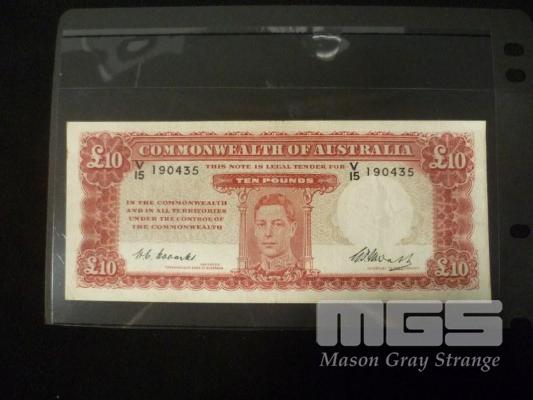 COMMONWEALTH OF AUSTRALIA
£10 V/15 190435 THIS NOTE IS LEGAL TENDER FOR V/15 190435 £10
TEN POUNDS
IN THE COMMONWEALTH
AND IN ALL TERRITORIES
UNDER THE CONTROL OF
THE COMMONWEALTH
£10 £10
MGS
Mason Gray Strange